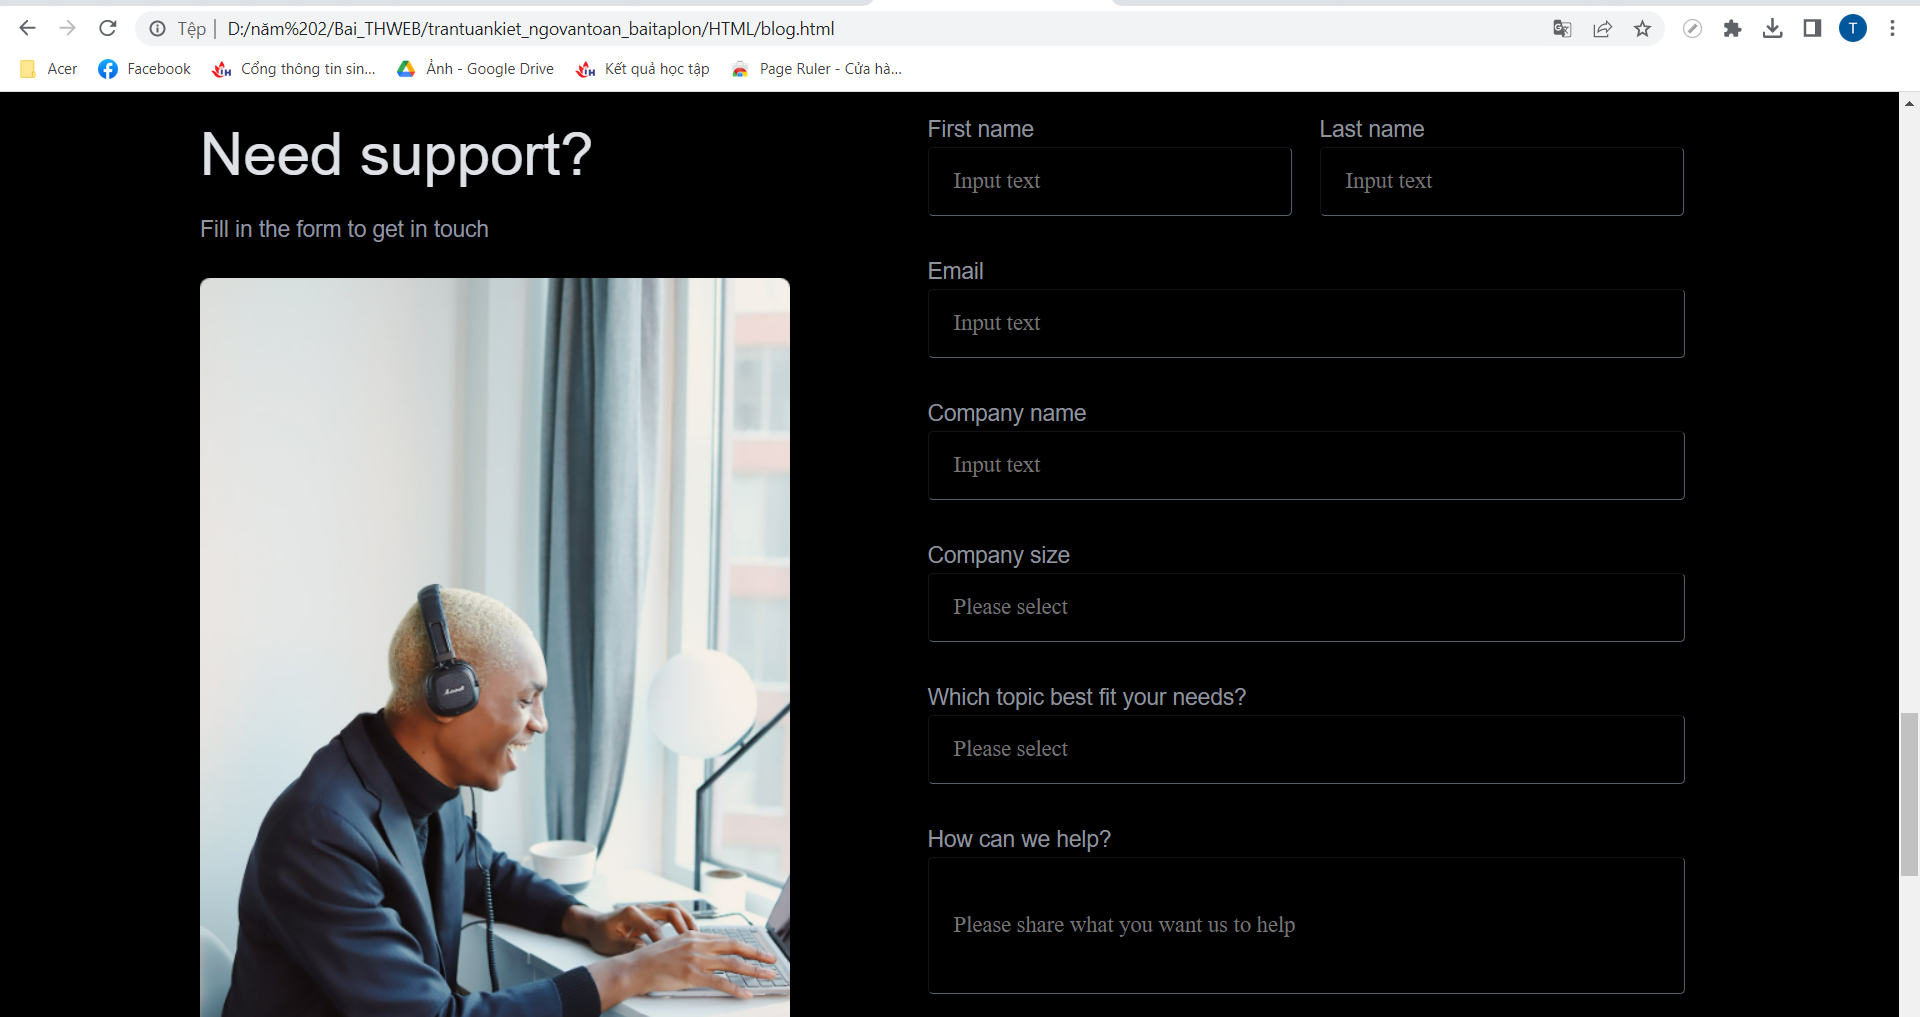 Tệp
D:/năm%202/Bai_THWEB/trantuankiet_ngovantoan_baitaplon/HTML/blog.html
T
Acer
Facebook
Cổng thông tin sin...
Ảnh - Google Drive
Kết quả học tập
Page Ruler - Cửa hà...
Need support?
Fill in the form to get in touch
Marshall
First name
Last name
Input text
Input text
Email
Input text
Company name
Input text
Company size
Please select
Which topic best fit your needs?
Please select
How can we help?
Please share what you want us to help